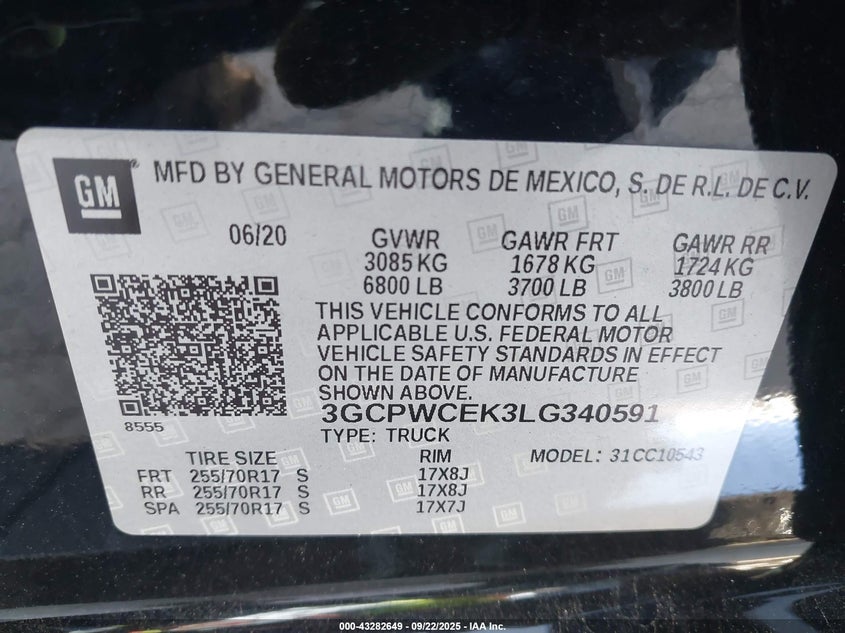 GM ® MFD BY GENERAL MOTORS DE MEXICO, S. DE R.L. DE C.V.
06/20 GVWR GAWR FRT GAWR RR
3085 KG 1678 KG 1724 KG
6800 LB 3700 LB 3800 LB
THIS VEHICLE CONFORMS TO ALL
APPLICABLE U.S. FEDERAL MOTOR
VEHICLE SAFETY STANDARDS IN EFFECT
ON THE DATE OF MANUFACTURE
SHOWN ABOVE.
8555 3GCPWCEK3LG340591
TYPE: TRUCK MODEL: 31CC10543
TIRE SIZE RIM
FRT 255/70R17 S 17X8J
RR 255/70R17 S 17X8J
SPA 255/70R17 S 17X7J
000-43282649 - 09/22/2025 - IAA Inc.